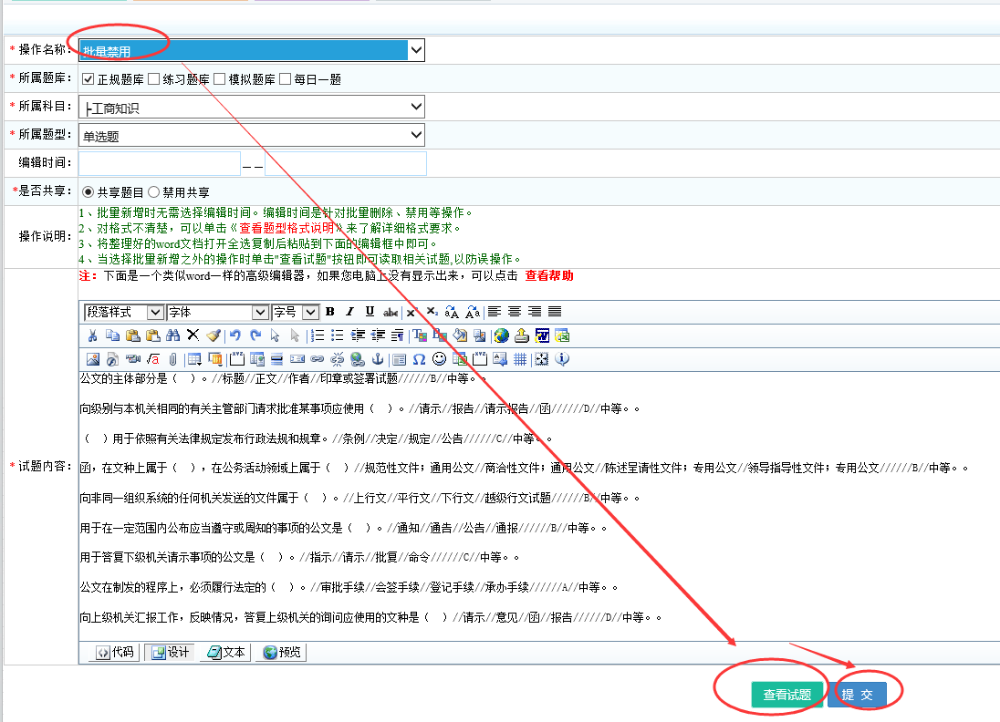 * 操作名称： 批量禁用
* 所属题库： 正规题库 练习题库 模拟题库 每日一题
* 所属科目： ├工商知识
* 所属题型： 单选题
编辑时间： ——
*是否共享： 共享题目 禁用共享
操作说明：
1、批量新增时无需选择编辑时间。编辑时间是针对批量删除、禁用等操作。
2、对格式不清楚，可以单击《查看题型格式说明》来了解详细格式要求。
3、将整理好的word文档打开全选复制后粘贴到下面的编辑框中即可。
4、当选择批量新增之外的操作时单击"查看试题"按钮即可读取相关试题,以防误操作。
注：下面是一个类似word一样的高级编辑器，如果您电脑上没有显示出来，可以点击 查看帮助
段落样式 字体 字号 B I U abc
* 试题内容：
公文的主体部分是（ ）。//标题//正文//作者//印章或签署试题//////B//中等。。
向级别与本机关相同的有关主管部门请求批准某事项应使用（ ）。//请示//报告//请示报告//函//////D//中等。。
（ ）用于依照有关法律规定发布行政法规和规章。//条例//决定//规定//公告//////C//中等。。
函，在文种上属于（ ），在公务活动领域上属于（ ）//规范性文件；通用公文//商洽性文件；通用公文//陈述呈请性文件；专用公文//领导指导性文件；专用公文//////B//中等。。
向非同一组织系统的任何机关发送的文件属于（ ）。//上行文//平行文//下行文//越级行文试题//////B//中等。。
用于在一定范围内公布应当遵守或周知的事项的公文是（ ）。//通知//通告//公告//通报//////B//中等。。
用于答复下级机关请示事项的公文是（ ）。//指示//请示//批复//命令//////C//中等。。
公文在制发的程序上，必须履行法定的（ ）。//审批手续//会签手续//登记手续//承办手续//////A//中等。。
向上级机关汇报工作，反映情况，答复上级机关的询问应使用的文种是（ ）//请示//意见//函//报告//////D//中等。。
代码 设计 文本 预览
查看试题 提 交